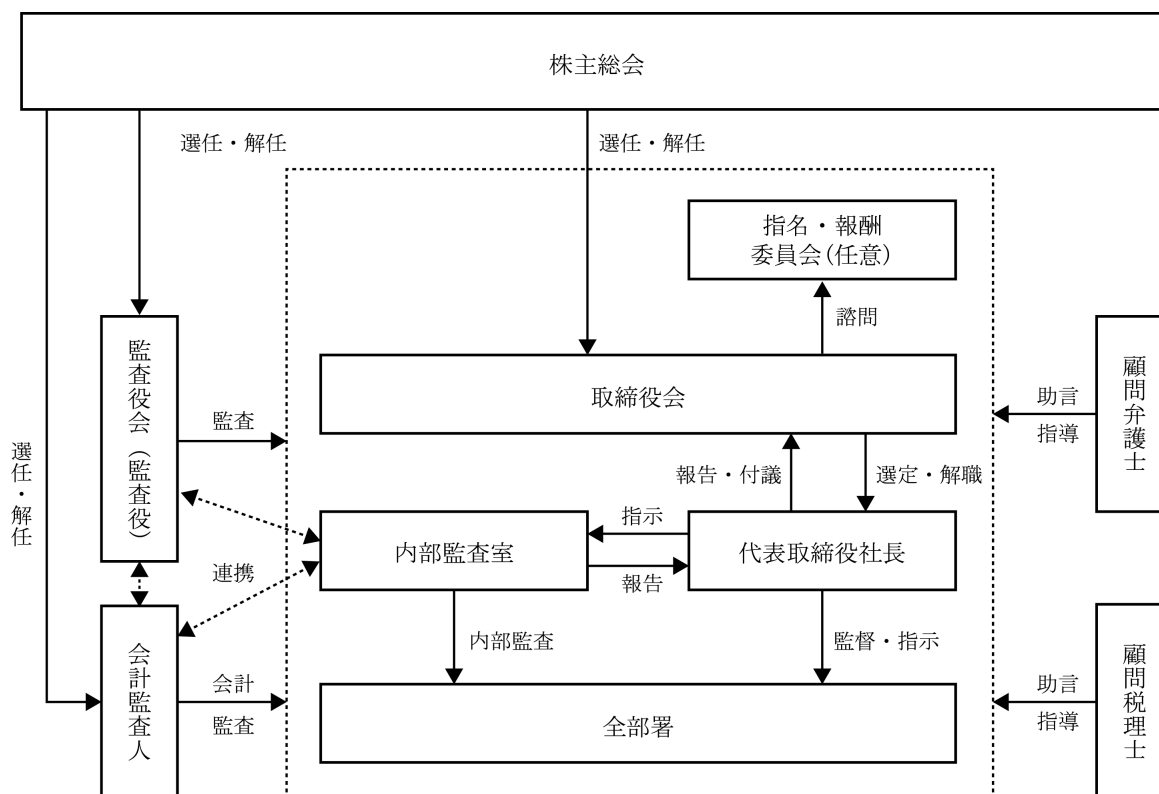 株主総会
選任・解任
選任・解任
指名・報酬
委員会(任意)
諮問
監査役会(監査役)
取締役会
顧問弁護士
監査
助言
指導
選任・解任
報告・付議
選定・解職
指示
内部監査室
代表取締役社長
連携
報告
会計監査人
内部監査
監督・指示
顧問税理士
会計
監査
助言
指導
全部署